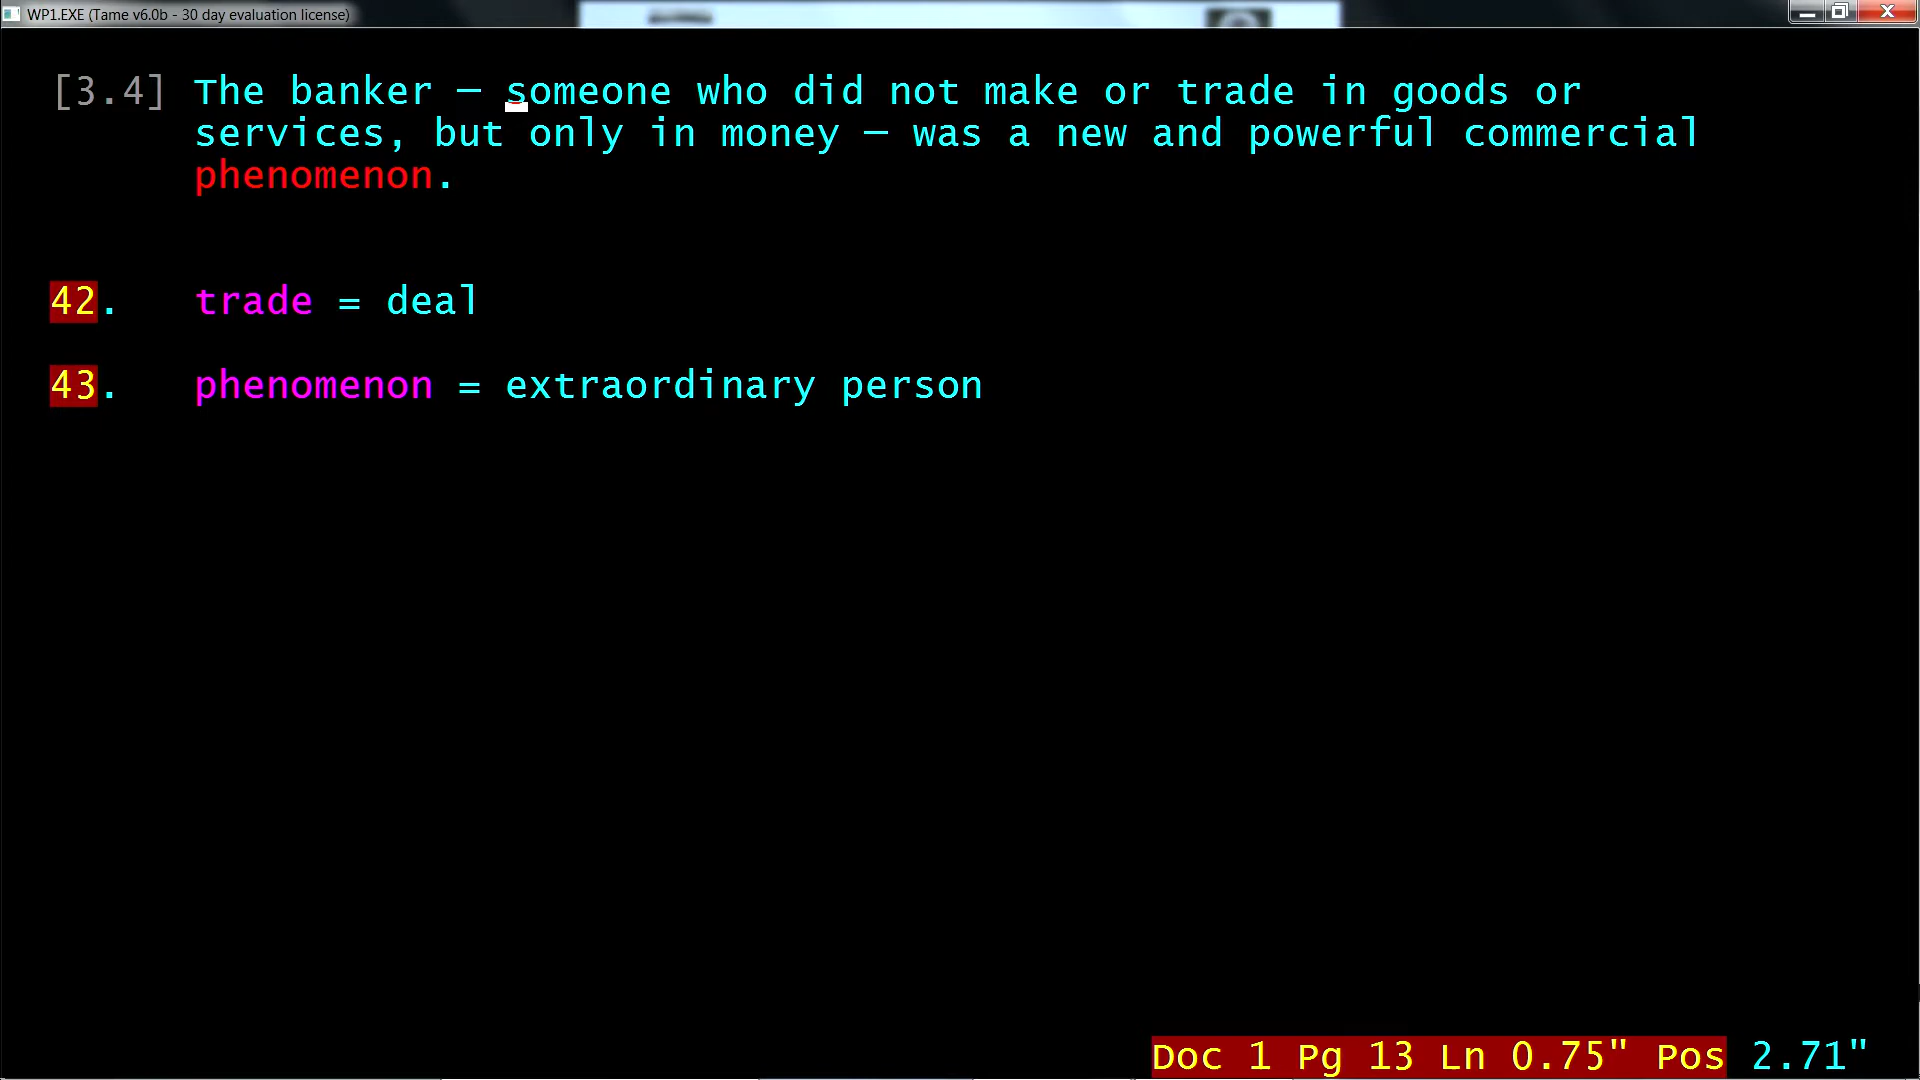 WP1.EXE (Tame v6.0b - 30 day evaluation license)
[3.4] The banker — someone who did not make or trade in goods or
services, but only in money — was a new and powerful commercial
phenomenon.
42. trade = deal
43. phenomenon = extraordinary person
Doc 1 Pg 13 Ln 0.75" Pos 2.71"